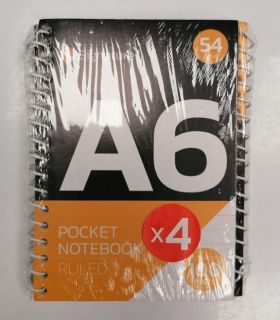 54
A6
POCKET
NOTEBOOK
RULED
x4